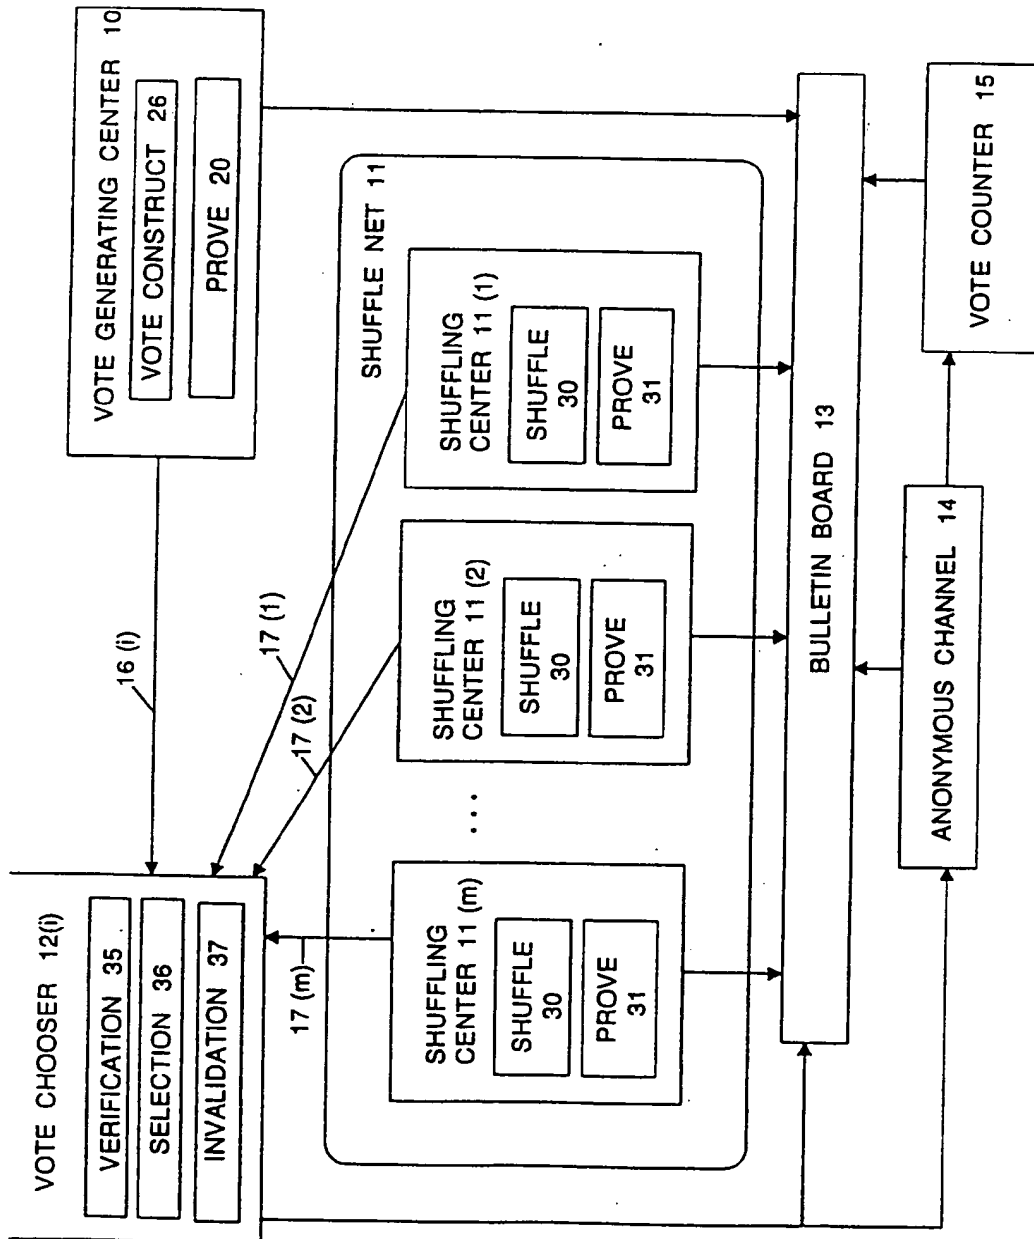 VOTE CHOOSER 12(i)
VERIFICATION 35
SELECTION 36
INVALIDATION 37
16 (i)
VOTE GENERATING CENTER 10
VOTE CONSTRUCT 26
PROVE 20
17 (m)
17 (2)
17 (1)
SHUFFLE NET 11
SHUFFLING
CENTER 11 (m)
SHUFFLE
30
PROVE
31
. . .
SHUFFLING
CENTER 11 (2)
SHUFFLE
30
PROVE
31
SHUFFLING
CENTER 11 (1)
SHUFFLE
30
PROVE
31
BULLETIN BOARD 13
ANONYMOUS CHANNEL 14
VOTE COUNTER 15